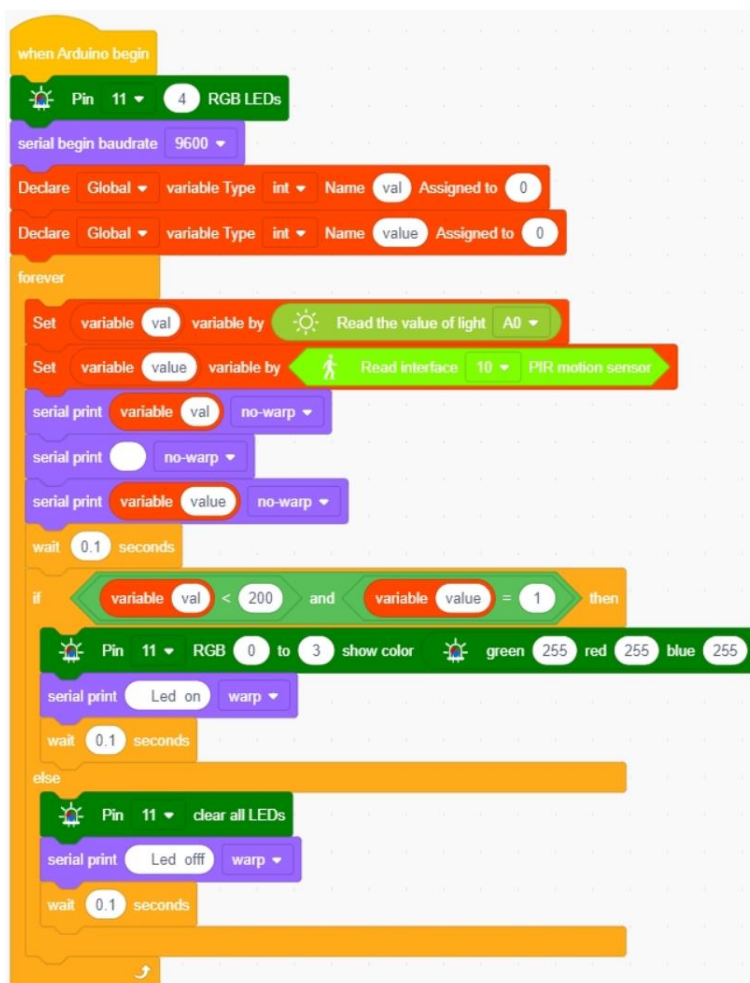 when Arduino begin
Pin 11 4 RGB LEDs
serial begin baudrate 9600
Declare Global variable Type int Name val Assigned to 0
Declare Global variable Type int Name value Assigned to 0
forever
Set variable val variable by Read the value of light A0
Set variable value variable by Read interface 10 PIR motion sensor
serial print variable val no-warp
serial print no-warp
serial print variable value no-warp
wait 0.1 seconds
if variable val < 200 and variable value = 1 then
Pin 11 RGB 0 to 3 show color green 255 red 255 blue 255
serial print Led on warp
wait 0.1 seconds
else
Pin 11 clear all LEDs
serial print Led offf warp
wait 0.1 seconds